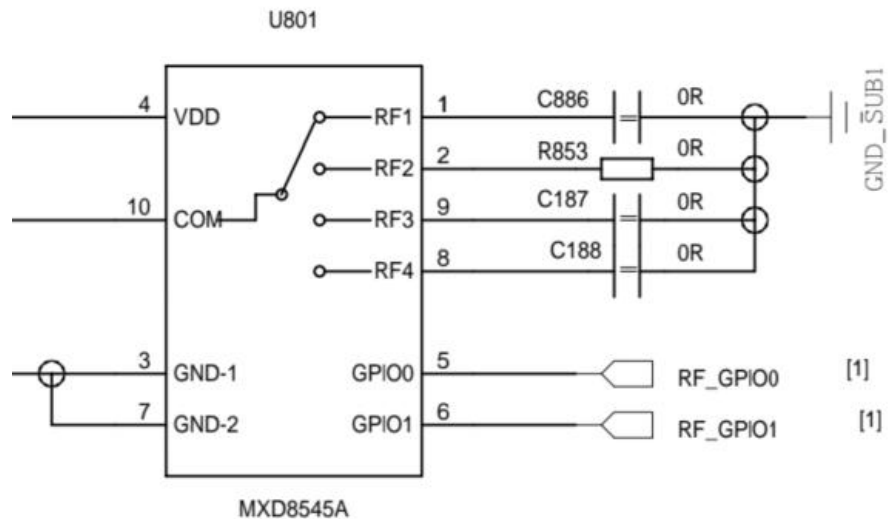 U801
4 VDD RF1 1 C886 0R
RF2 2 R853 0R
10 COM RF3 9 C187 0R
RF4 8 C188 0R
GND_SUB1
3 GND-1 GPIO0 5 RF_GPIO0 [1]
7 GND-2 GPIO1 6 RF_GPIO1 [1]
MXD8545A